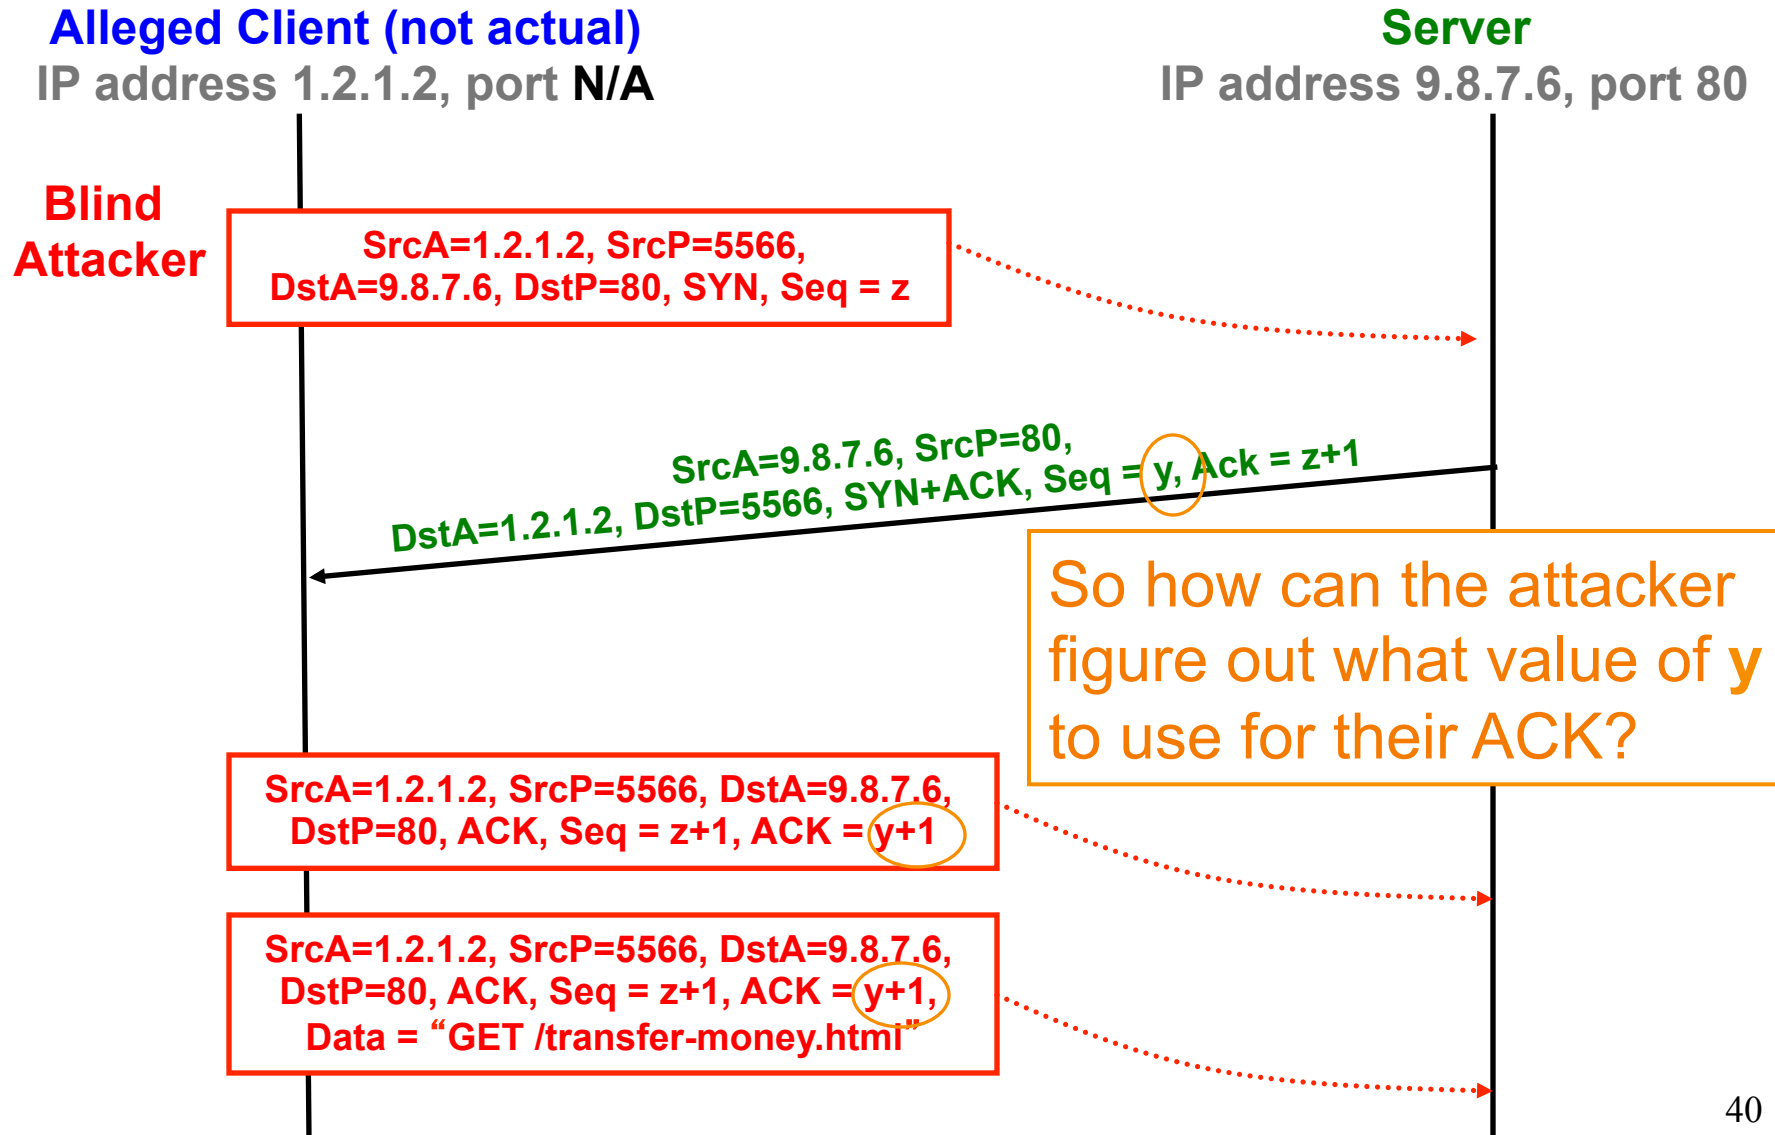 Alleged Client (not actual)
IP address 1.2.1.2, port N/A
Server
IP address 9.8.7.6, port 80
Blind
Attacker
SrcA=1.2.1.2, SrcP=5566,
DstA=9.8.7.6, DstP=80, SYN, Seq = z
SrcA=9.8.7.6, SrcP=80,
DstA=1.2.1.2, DstP=5566, SYN+ACK, Seq = y, Ack = z+1
So how can the attacker
figure out what value of y
to use for their ACK?
SrcA=1.2.1.2, SrcP=5566, DstA=9.8.7.6,
DstP=80, ACK, Seq = z+1, ACK = y+1
SrcA=1.2.1.2, SrcP=5566, DstA=9.8.7.6,
DstP=80, ACK, Seq = z+1, ACK = y+1,
Data = “GET /transfer-money.html”
40